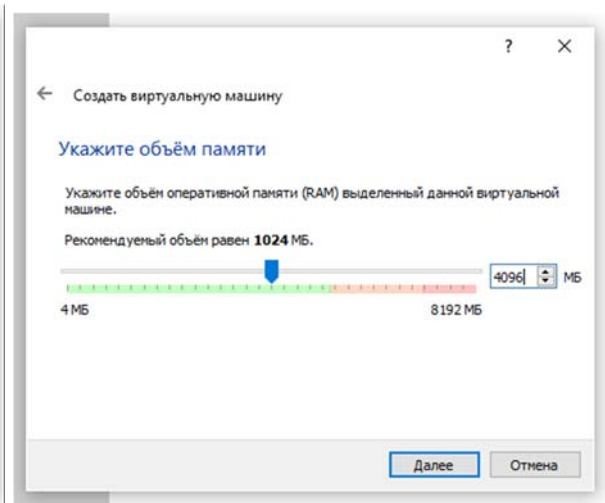 ?
Создать виртуальную машину
Укажите объём памяти
Укажите объём оперативной памяти (RAM) выделенный данной виртуальной
машине.
Рекомендуемый объём равен 1024 МБ.
4096 МБ
4 МБ 8192 МБ
Далее Отмена